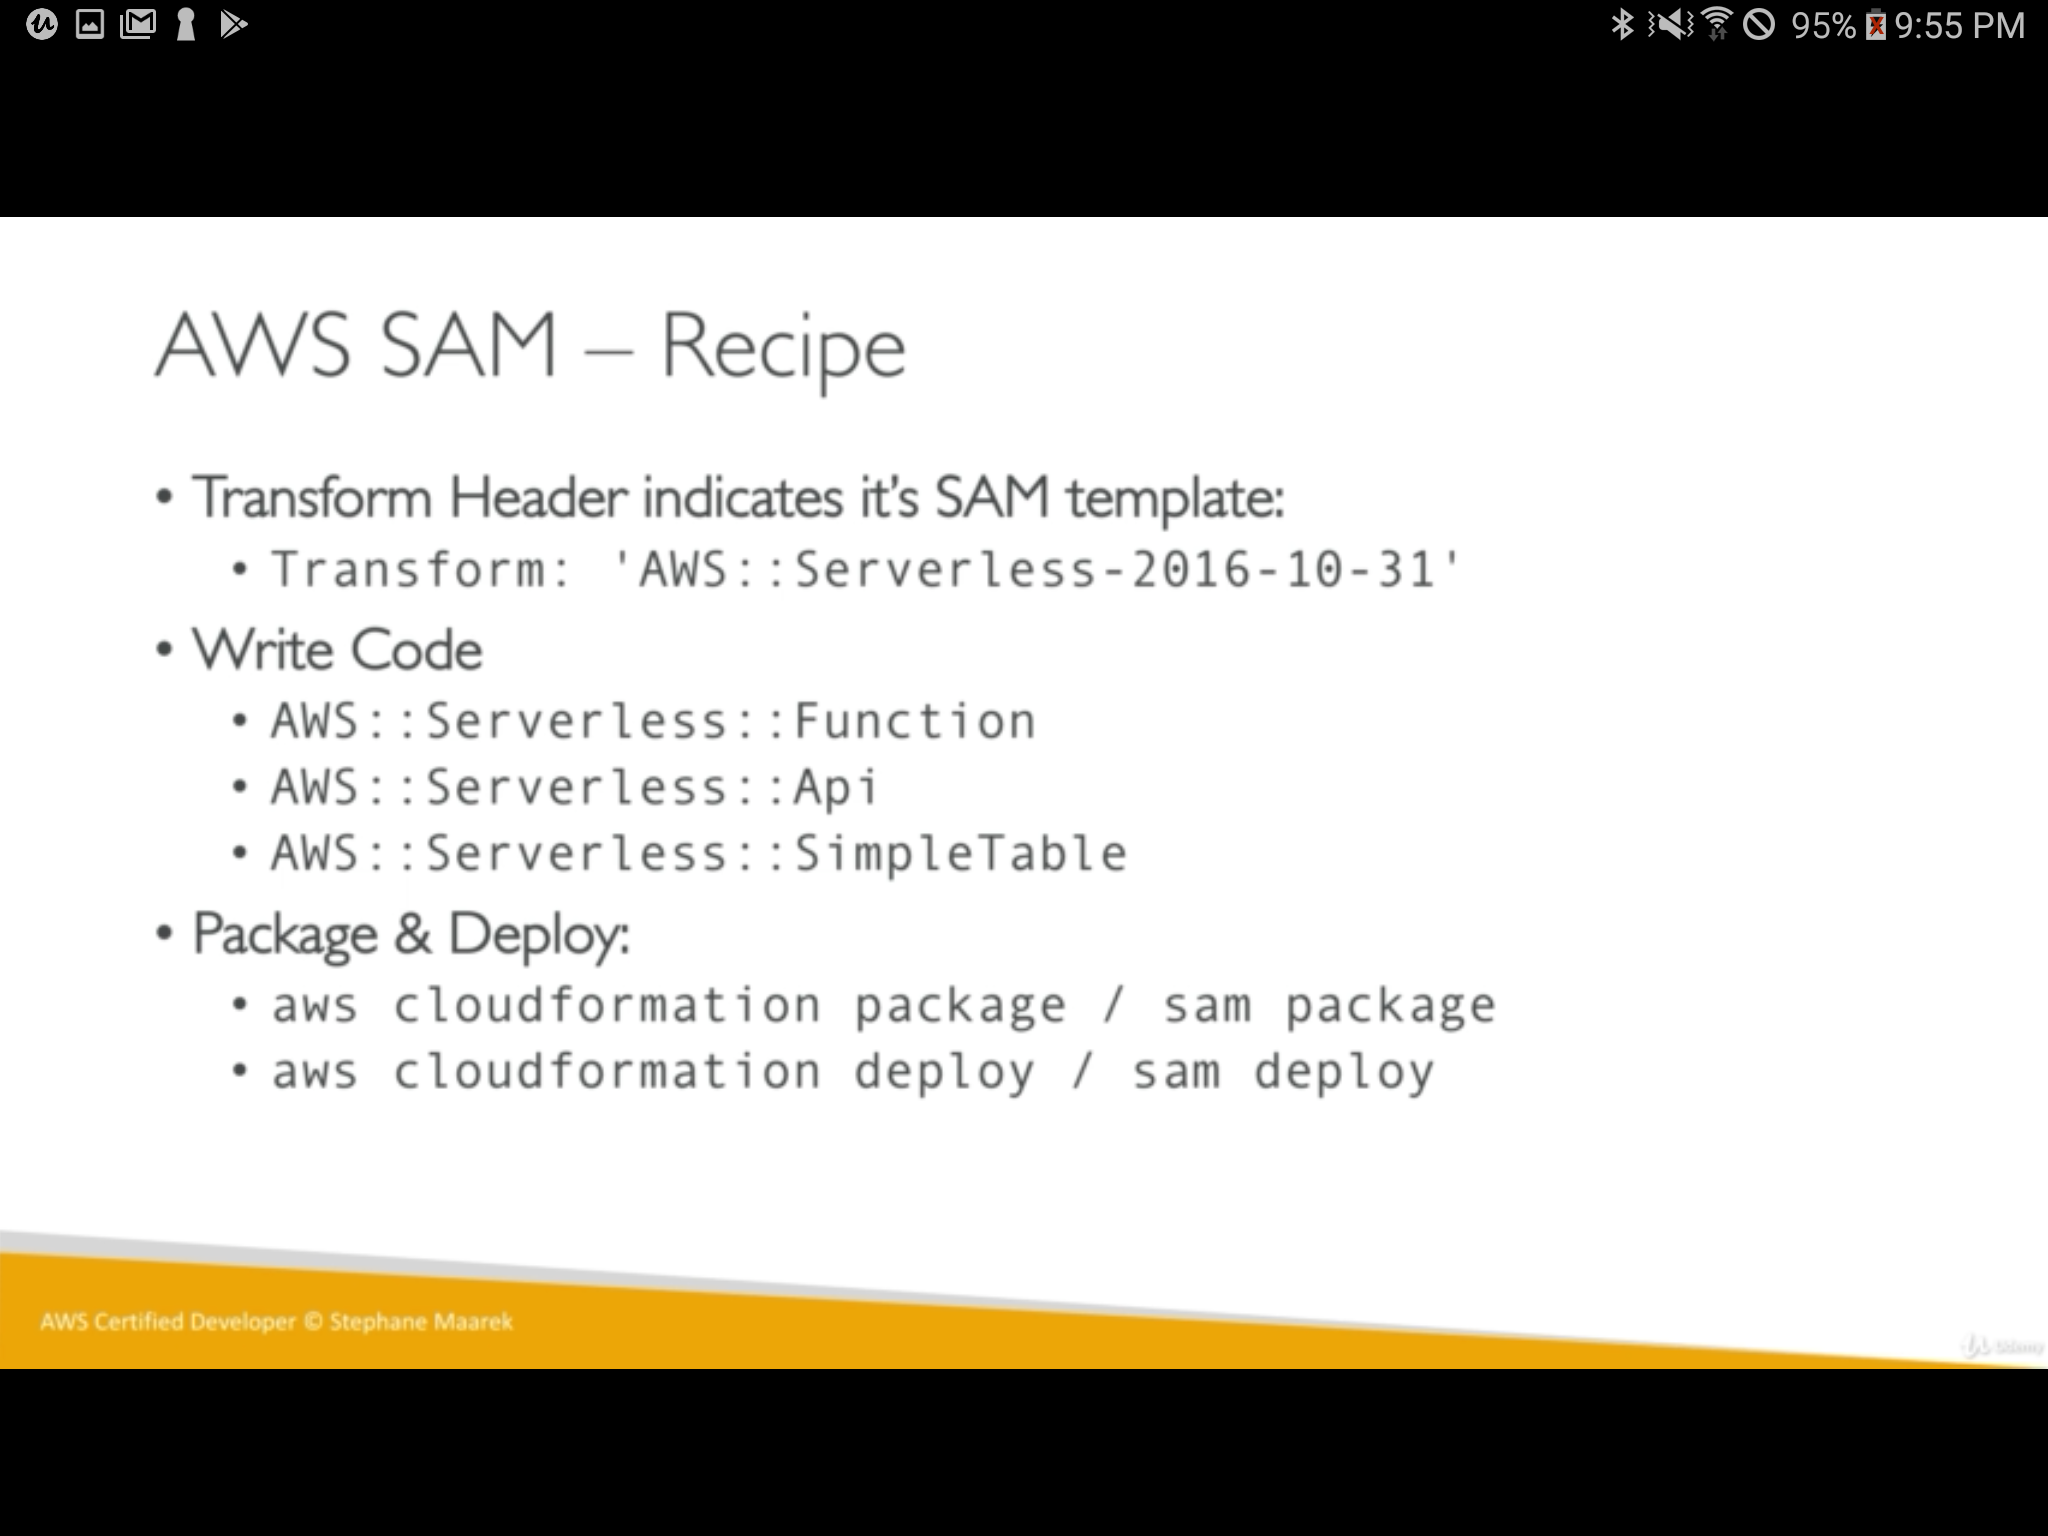 95% 9:55 PM
AWS SAM – Recipe
• Transform Header indicates it’s SAM template:
• Transform: 'AWS::Serverless-2016-10-31'
• Write Code
• AWS::Serverless::Function
• AWS::Serverless::Api
• AWS::Serverless::SimpleTable
• Package & Deploy:
• aws cloudformation package / sam package
• aws cloudformation deploy / sam deploy
AWS Certified Developer © Stephane Maarek
Udemy